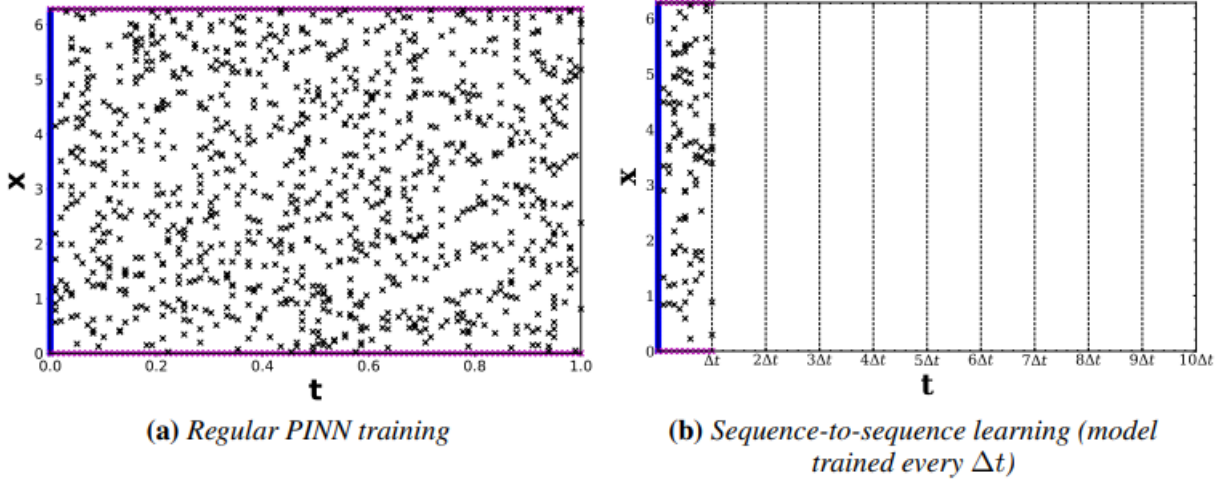 6
5
4
3
2
1
0
x
0.0 0.2 0.4 0.6 0.8 1.0
t
(a) Regular PINN training
6
5
4
3
2
1
0
x
Δt 2Δt 3Δt 4Δt 5Δt 6Δt 7Δt 8Δt 9Δt 10Δt
t
(b) Sequence-to-sequence learning (model
trained every Δt)